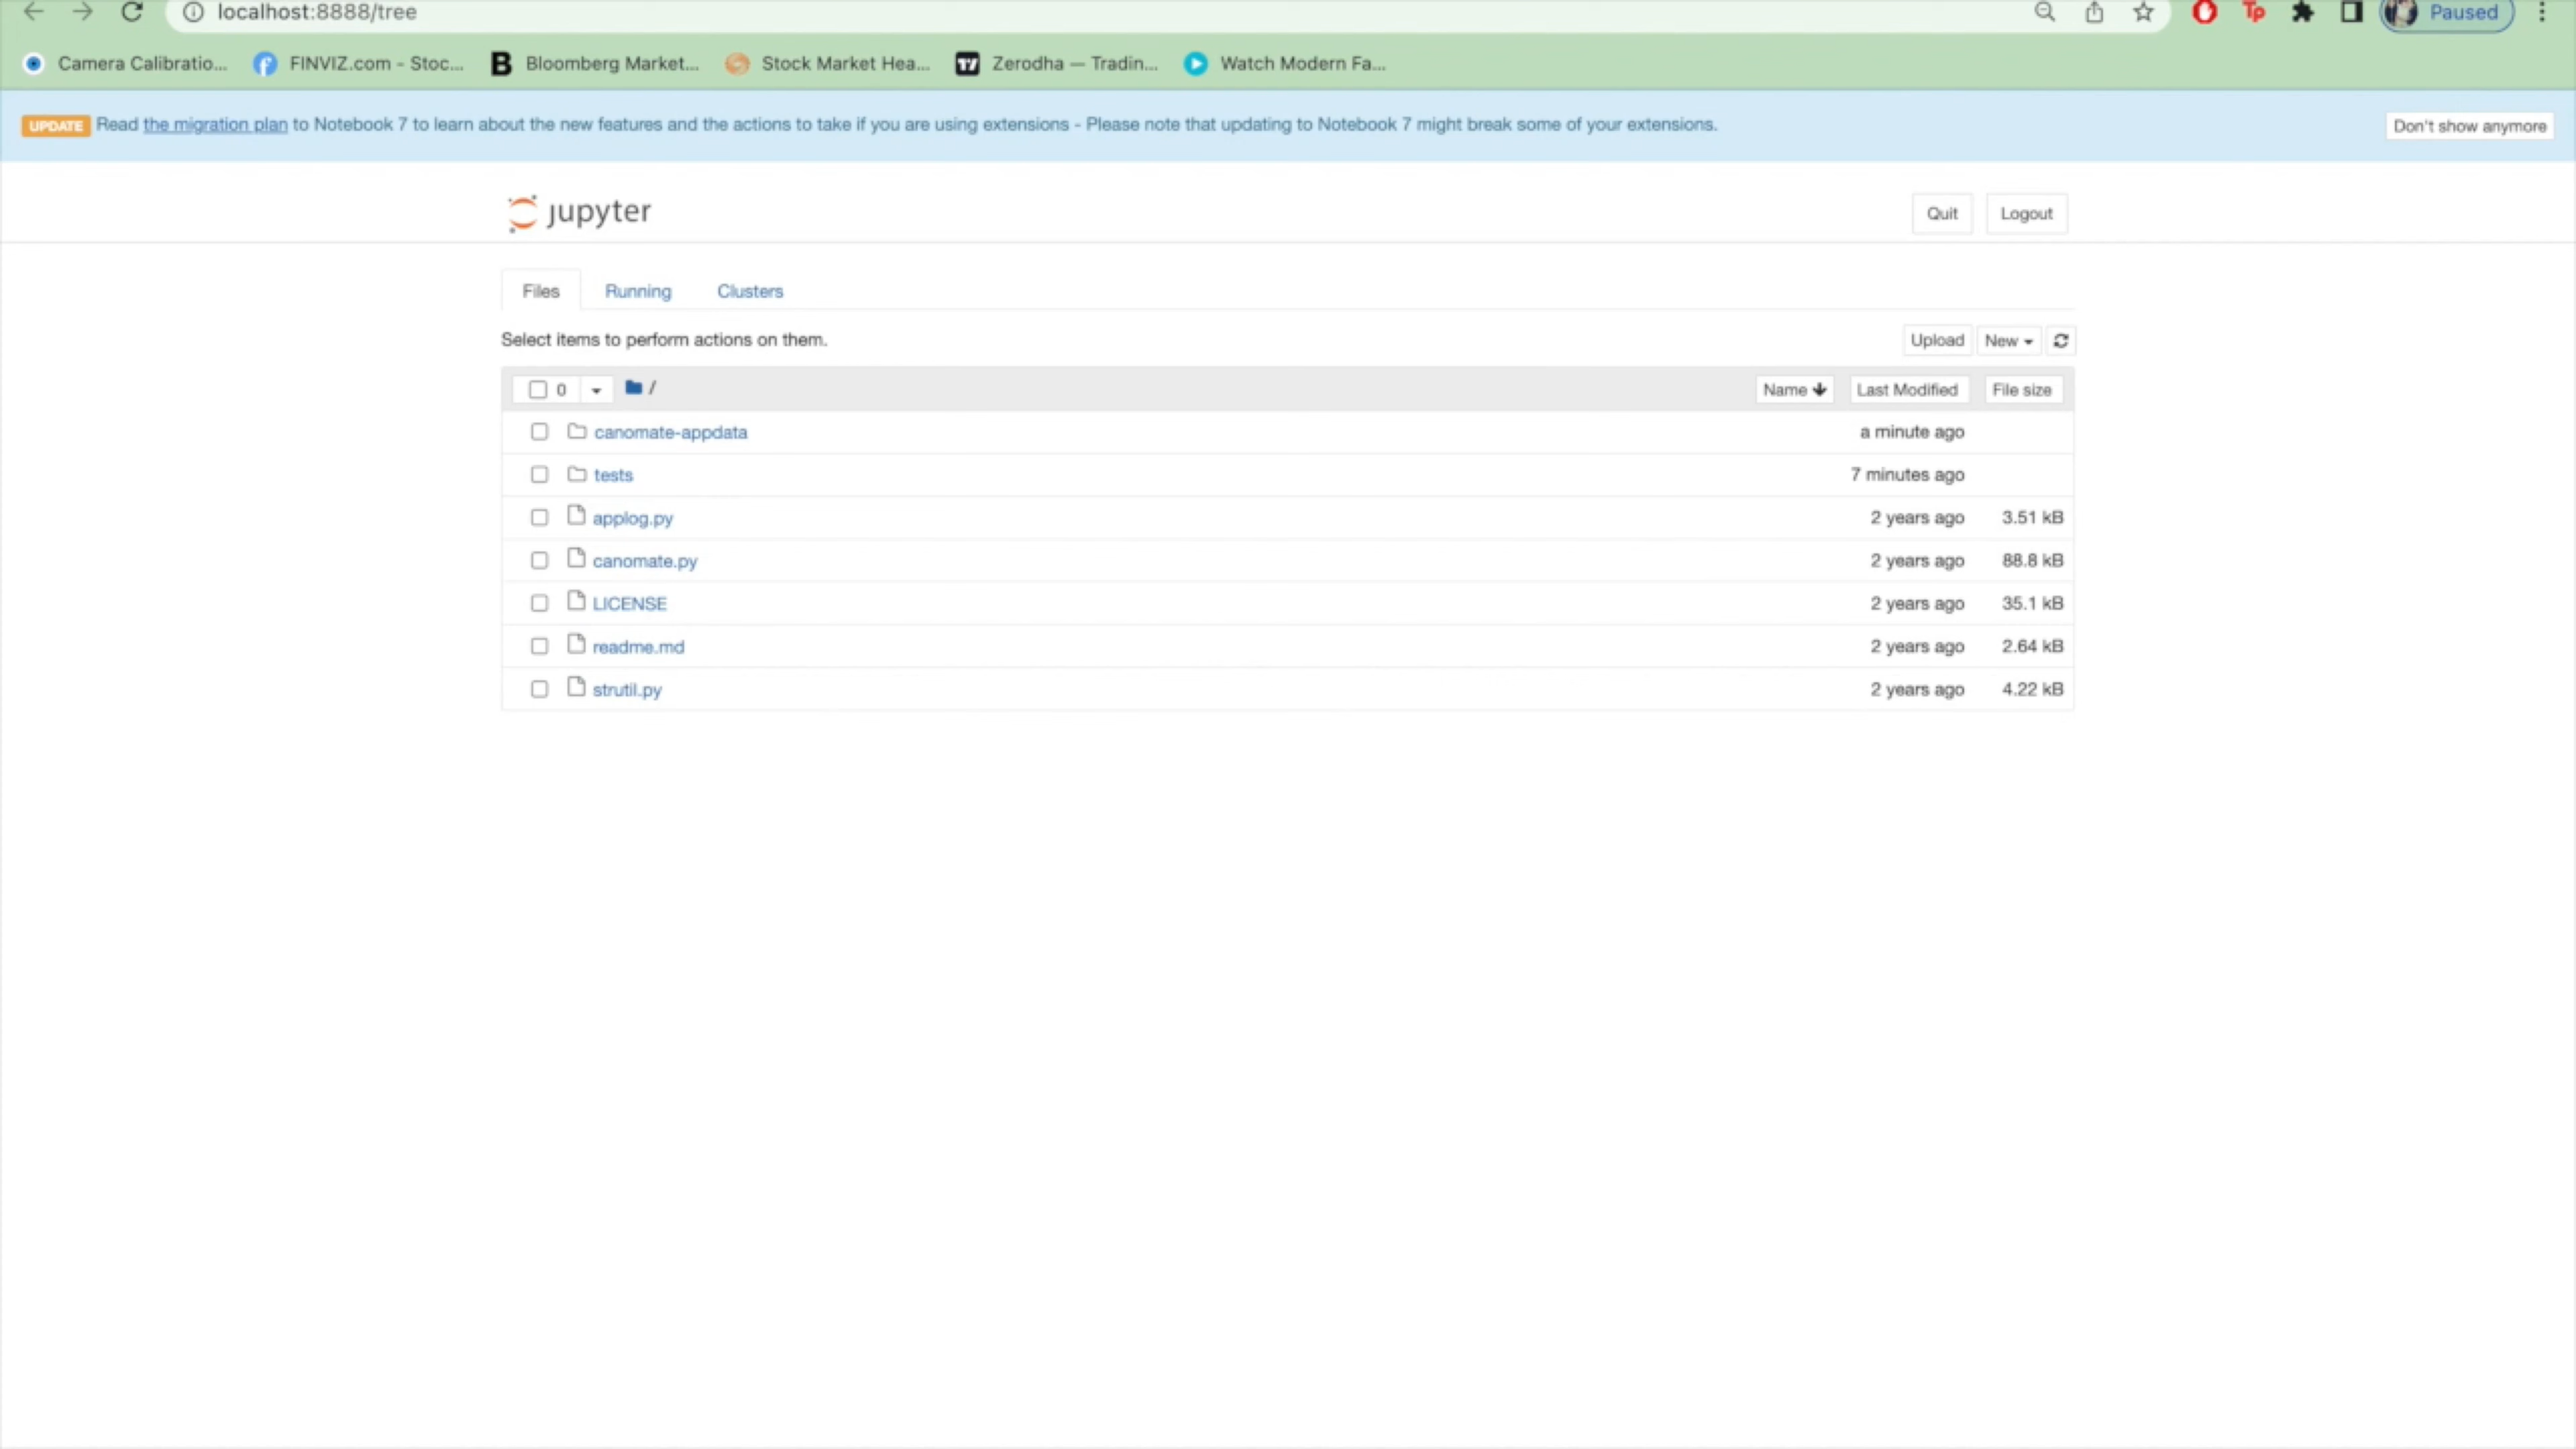 localhost:8888/tree
Paused
Camera Calibratio... FINVIZ.com - Stoc... Bloomberg Market... Stock Market Hea... Zerodha — Tradin... Watch Modern Fa...
UPDATE Read the migration plan to Notebook 7 to learn about the new features and the actions to take if you are using extensions - Please note that updating to Notebook 7 might break some of your extensions. Don't show anymore
jupyter Quit Logout
Files Running Clusters
Select items to perform actions on them. Upload New
0 / Name Last Modified File size
canomate-appdata a minute ago
tests 7 minutes ago
applog.py 2 years ago 3.51 kB
canomate.py 2 years ago 88.8 kB
LICENSE 2 years ago 35.1 kB
readme.md 2 years ago 2.64 kB
strutil.py 2 years ago 4.22 kB